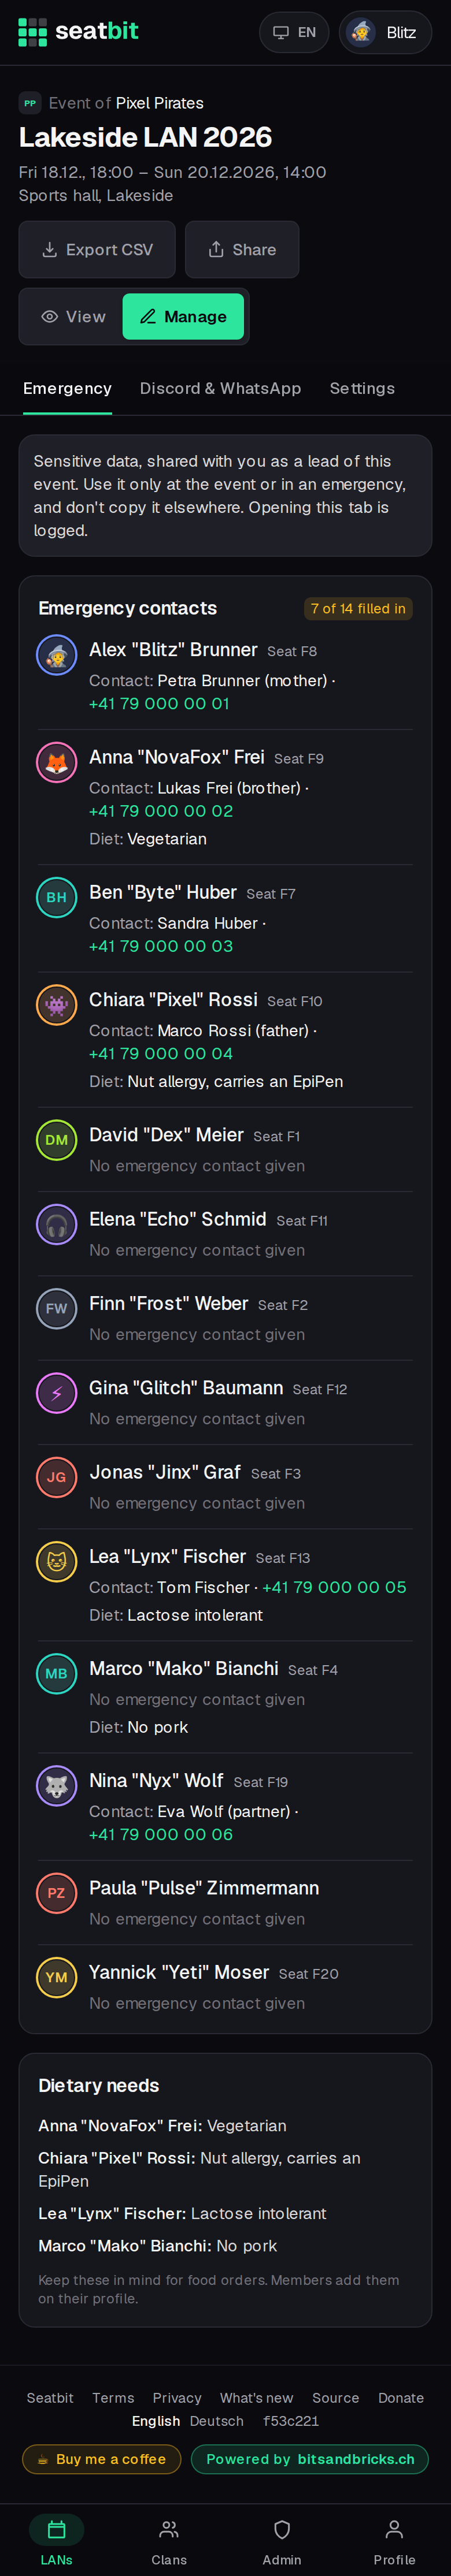 seatbit
EN
Blitz
PP Event of Pixel Pirates
Lakeside LAN 2026
Fri 18.12., 18:00 – Sun 20.12.2026, 14:00
Sports hall, Lakeside
Export CSV
Share
View
Manage
Emergency
Discord & WhatsApp
Settings
Sensitive data, shared with you as a lead of this
event. Use it only at the event or in an emergency,
and don't copy it elsewhere. Opening this tab is
logged.
Emergency contacts
7 of 14 filled in
Alex "Blitz" Brunner Seat F8
Contact: Petra Brunner (mother) ·
+41 79 000 00 01
Anna "NovaFox" Frei Seat F9
Contact: Lukas Frei (brother) ·
+41 79 000 00 02
Diet: Vegetarian
BH
Ben "Byte" Huber Seat F7
Contact: Sandra Huber ·
+41 79 000 00 03
Chiara "Pixel" Rossi Seat F10
Contact: Marco Rossi (father) ·
+41 79 000 00 04
Diet: Nut allergy, carries an EpiPen
DM
David "Dex" Meier Seat F1
No emergency contact given
Elena "Echo" Schmid Seat F11
No emergency contact given
FW
Finn "Frost" Weber Seat F2
No emergency contact given
Gina "Glitch" Baumann Seat F12
No emergency contact given
JG
Jonas "Jinx" Graf Seat F3
No emergency contact given
Lea "Lynx" Fischer Seat F13
Contact: Tom Fischer · +41 79 000 00 05
Diet: Lactose intolerant
MB
Marco "Mako" Bianchi Seat F4
No emergency contact given
Diet: No pork
Nina "Nyx" Wolf Seat F19
Contact: Eva Wolf (partner) ·
+41 79 000 00 06
PZ
Paula "Pulse" Zimmermann
No emergency contact given
YM
Yannick "Yeti" Moser Seat F20
No emergency contact given
Dietary needs
Anna "NovaFox" Frei: Vegetarian
Chiara "Pixel" Rossi: Nut allergy, carries an
EpiPen
Lea "Lynx" Fischer: Lactose intolerant
Marco "Mako" Bianchi: No pork
Keep these in mind for food orders. Members add them
on their profile.
Seatbit Terms Privacy What's new Source Donate
English Deutsch f53c221
Buy me a coffee
Powered by bitsandbricks.ch
LANs
Clans
Admin
Profile